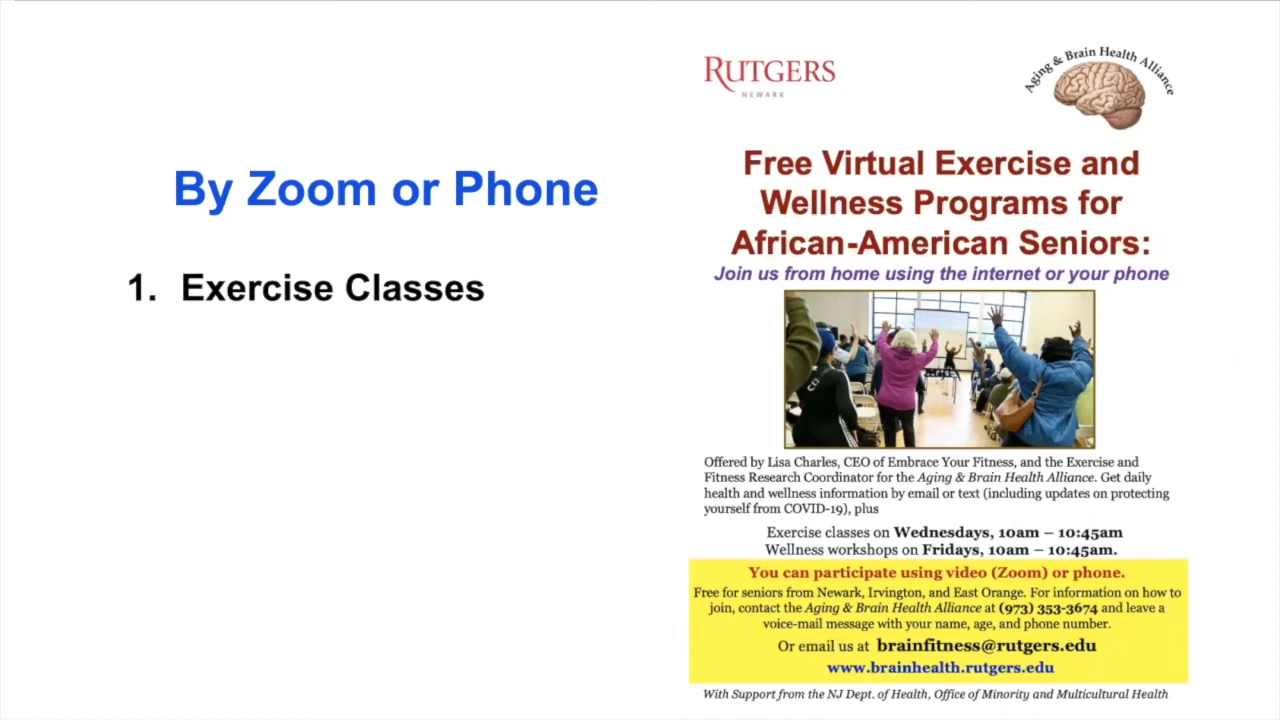 By Zoom or Phone
1. Exercise Classes
RUTGERS
NEWARK
Aging & Brain Health Alliance
Free Virtual Exercise and
Wellness Programs for
African-American Seniors:
Join us from home using the internet or your phone
Offered by Lisa Charles, CEO of Embrace Your Fitness, and the Exercise and
Fitness Research Coordinator for the Aging & Brain Health Alliance. Get daily
health and wellness information by email or text (including updates on protecting
yourself from COVID-19), plus
Exercise classes on Wednesdays, 10am – 10:45am
Wellness workshops on Fridays, 10am – 10:45am.
You can participate using video (Zoom) or phone.
Free for seniors from Newark, Irvington, and East Orange. For information on how to
join, contact the Aging & Brain Health Alliance at (973) 353-3674 and leave a
voice-mail message with your name, age, and phone number.
Or email us at brainfitness@rutgers.edu
www.brainhealth.rutgers.edu
With Support from the NJ Dept. of Health, Office of Minority and Multicultural Health